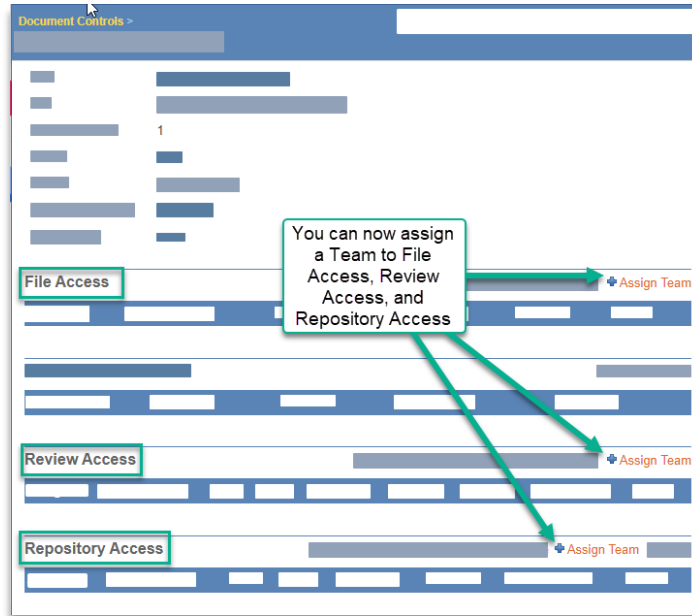 Document Controls >
1
You can now assign
a Team to File
Access, Review
Access, and
Repository Access
File Access
Assign Team
Review Access
Assign Team
Repository Access
Assign Team